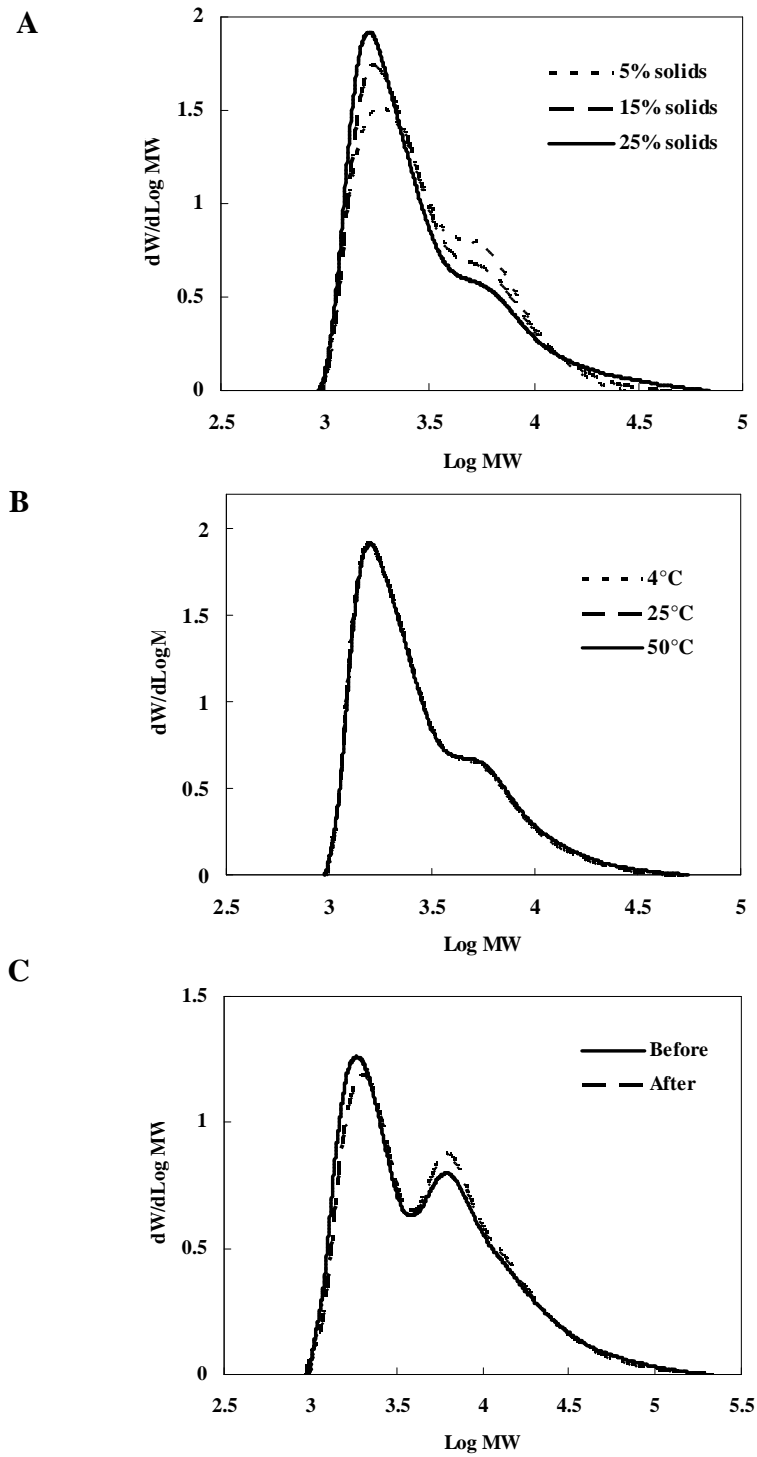 A
2
1.5
1
0.5
0
dW/dLog MW
5% solids
15% solids
25% solids
2.5 3 3.5 4 4.5 5
Log MW
B
2
1.5
1
0.5
0
dW/dLogM
4°C
25°C
50°C
2.5 3 3.5 4 4.5 5
Log MW
C
1.5
1
0.5
0
dW/dLog MW
Before
After
2.5 3 3.5 4 4.5 5 5.5
Log MW